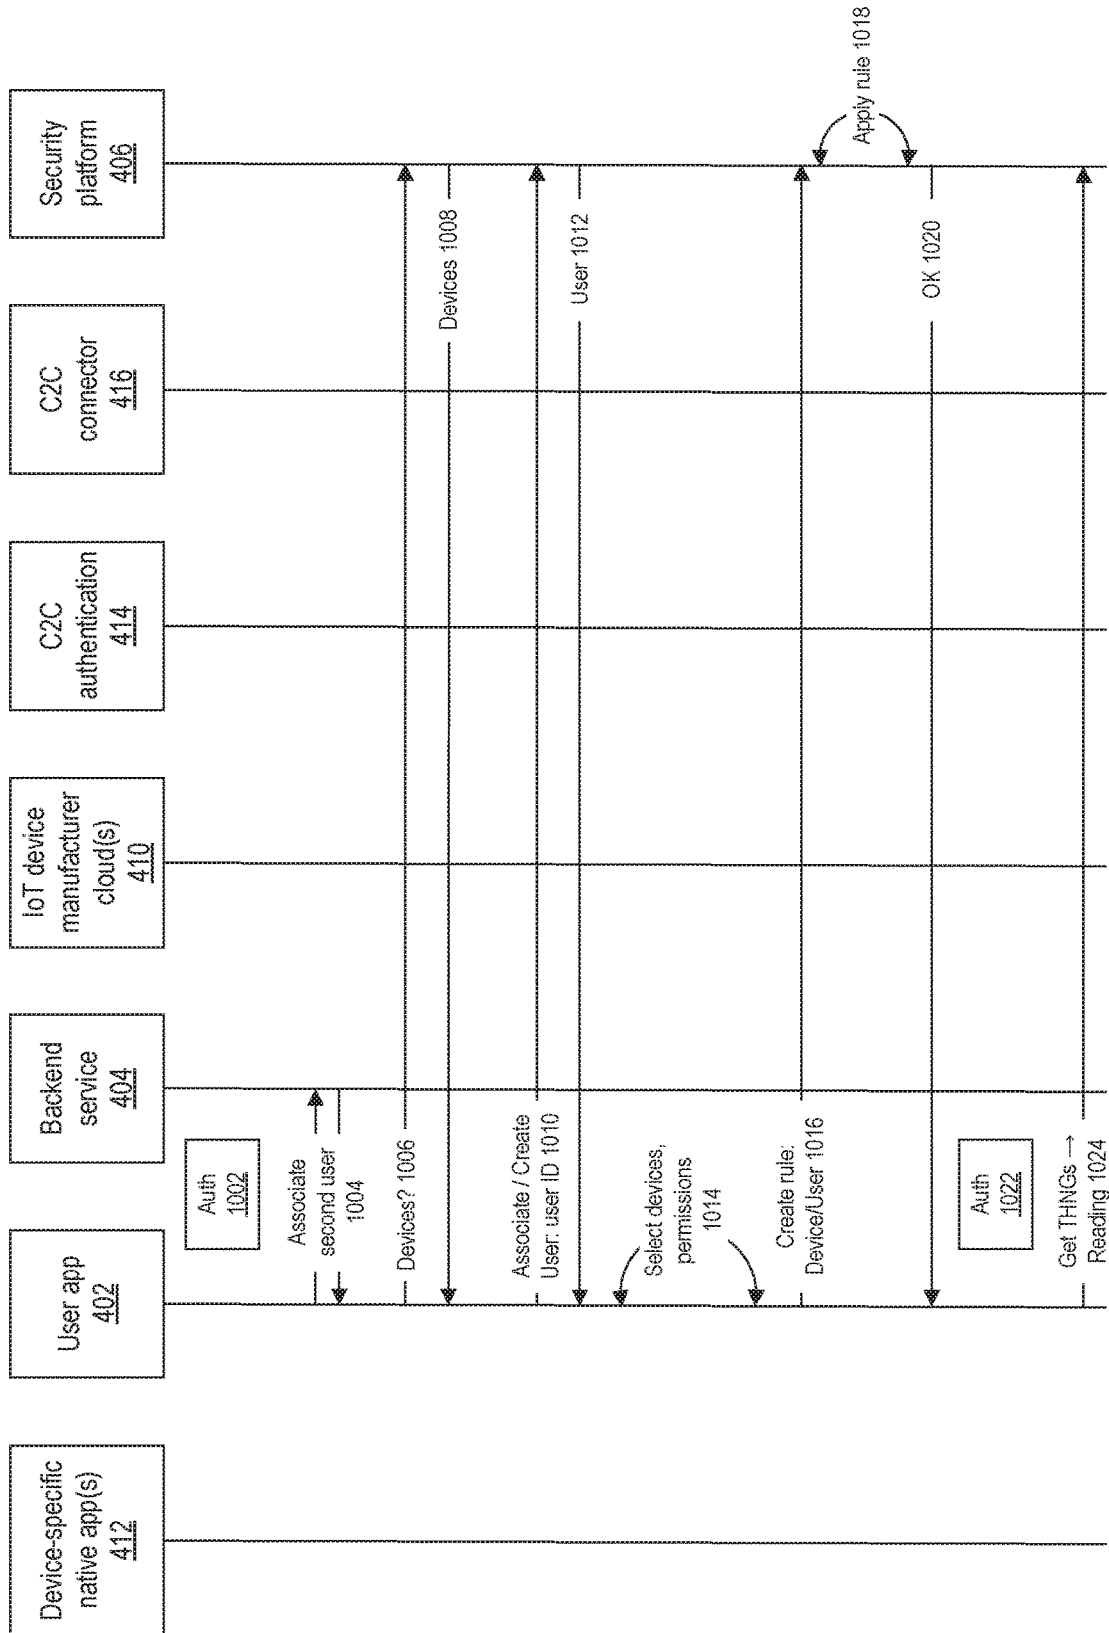 Device-specific
native app(s)
412
User app
402
Backend
service
404
IoT device
manufacturer
cloud(s)
410
C2C
authentication
414
C2C
connector
416
Security
platform
406
Auth
1002
Associate
second user
1004
Devices? 1006
Devices 1008
Associate / Create
User: user ID 1010
User 1012
Select devices,
permissions
1014
Create rule:
Device/User 1016
Apply rule 1018
OK 1020
Auth
1022
Get THNGs →
Reading 1024